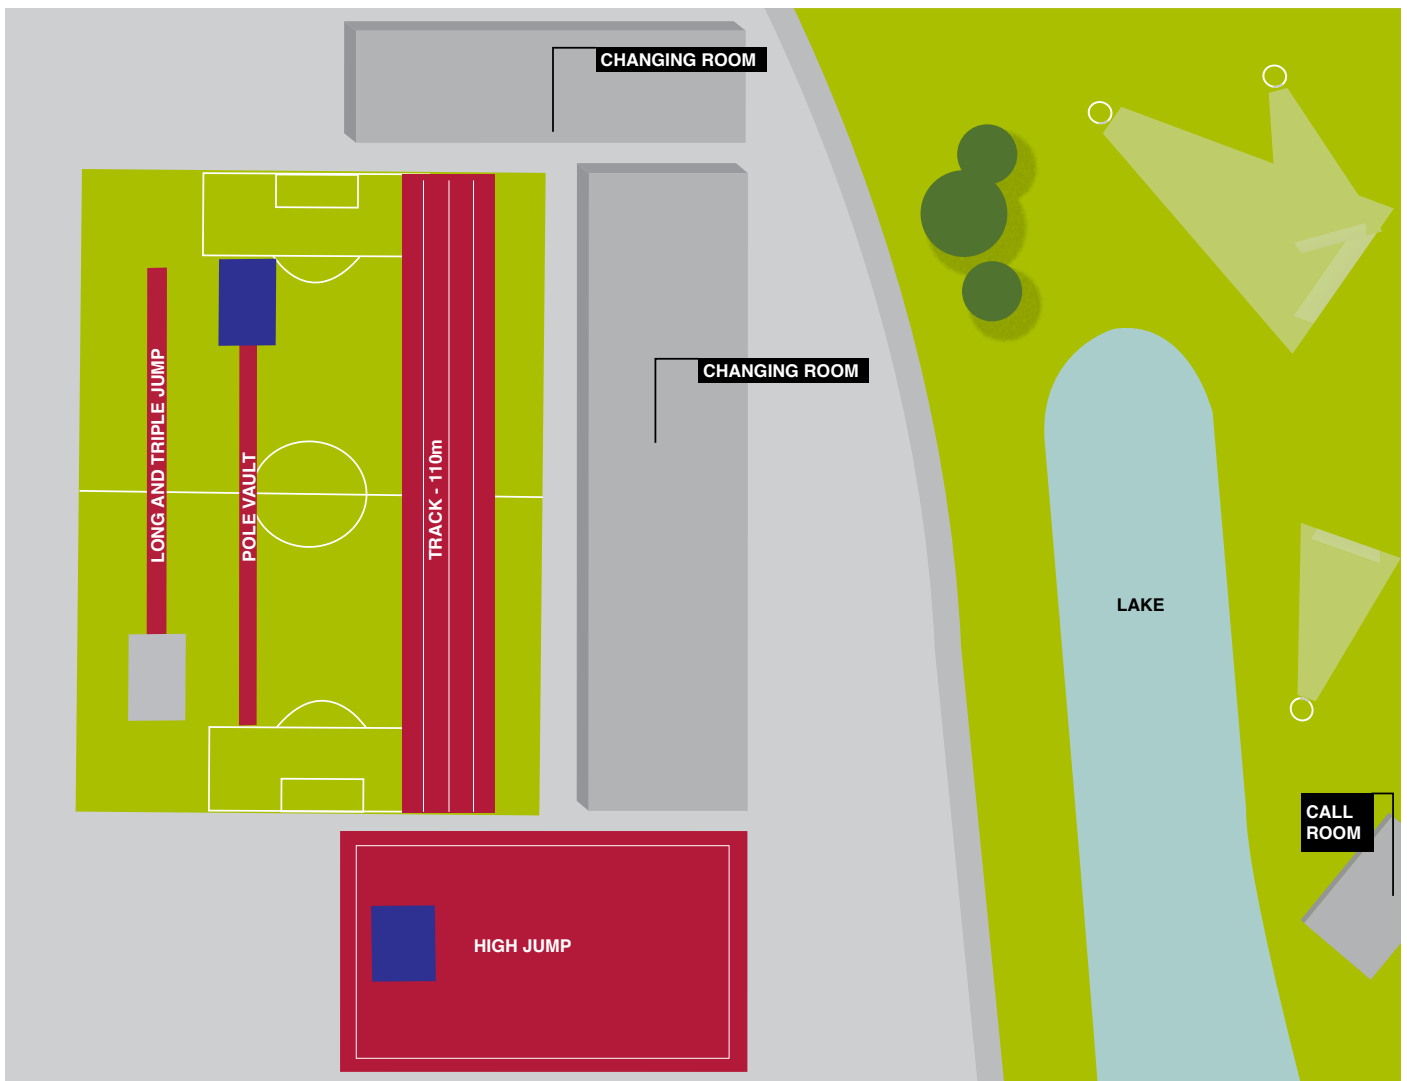 CHANGING ROOM
CHANGING ROOM
LONG AND TRIPLE JUMP
POLE VAULT
TRACK - 110m
LAKE
CALL
ROOM
HIGH JUMP